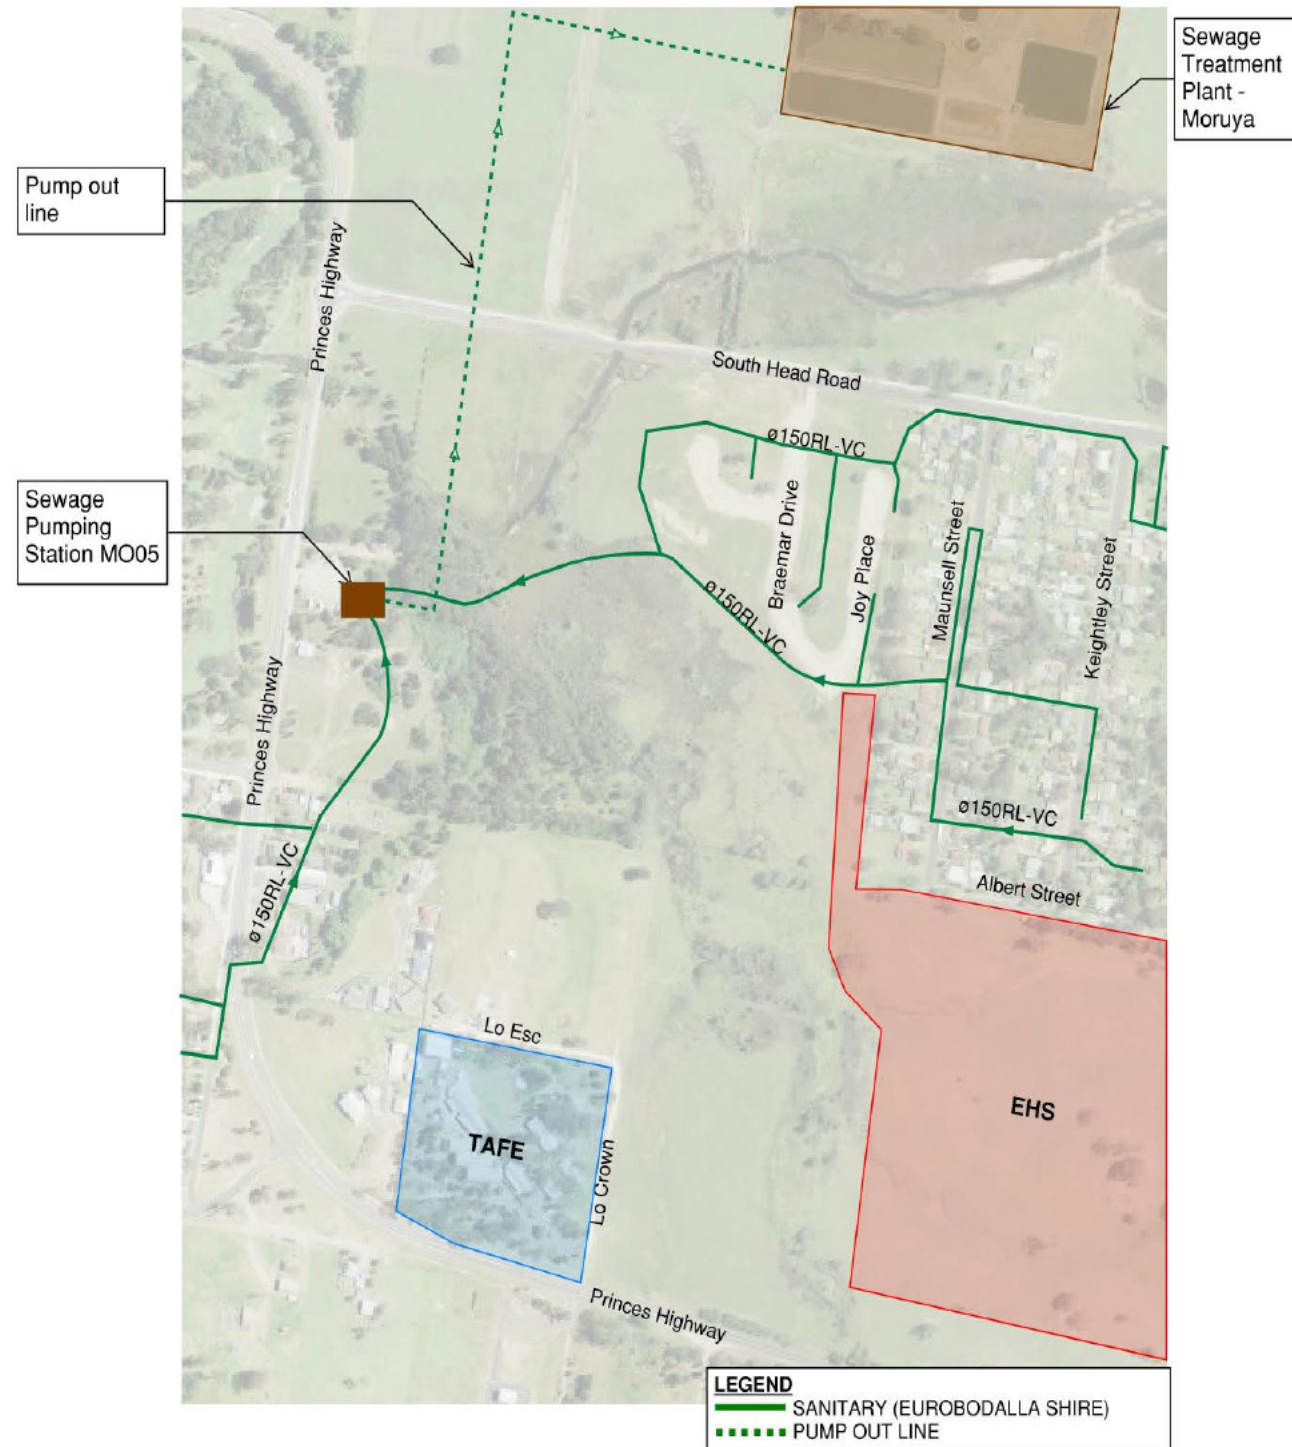 Sewage
Treatment
Plant -
Moruya
Pump out
line
Princes Highway
South Head Road
ø150RL-VC
Sewage
Pumping
Station MO05
Braemar Drive
Joy Place
Maunsell Street
Keightley Street
ø150RL-VC
Princes Highway
ø150RL-VC
ø150RL-VC
Albert Street
Lo Esc
TAFE
Lo Crown
EHS
Princes Highway
LEGEND
SANITARY (EUROBODALLA SHIRE)
PUMP OUT LINE